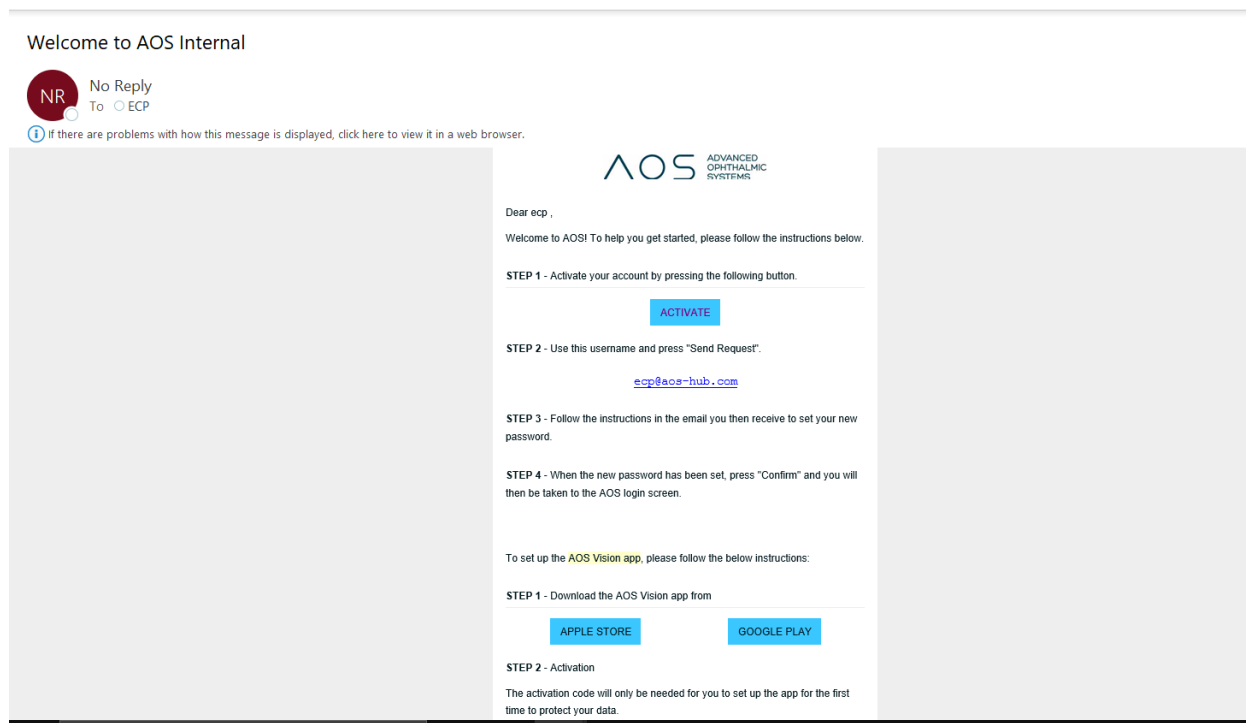 Welcome to AOS Internal
NR
No Reply
To ECP
If there are problems with how this message is displayed, click here to view it in a web browser.
AOS ADVANCED
OPHTHALMIC
SYSTEMS
Dear ecp ,
Welcome to AOS! To help you get started, please follow the instructions below.
STEP 1 - Activate your account by pressing the following button.
ACTIVATE
STEP 2 - Use this username and press "Send Request".
ecp@aos-hub.com
STEP 3 - Follow the instructions in the email you then receive to set your new
password.
STEP 4 - When the new password has been set, press "Confirm" and you will
then be taken to the AOS login screen.
To set up the AOS Vision app, please follow the below instructions:
STEP 1 - Download the AOS Vision app from
APPLE STORE GOOGLE PLAY
STEP 2 - Activation
The activation code will only be needed for you to set up the app for the first
time to protect your data.